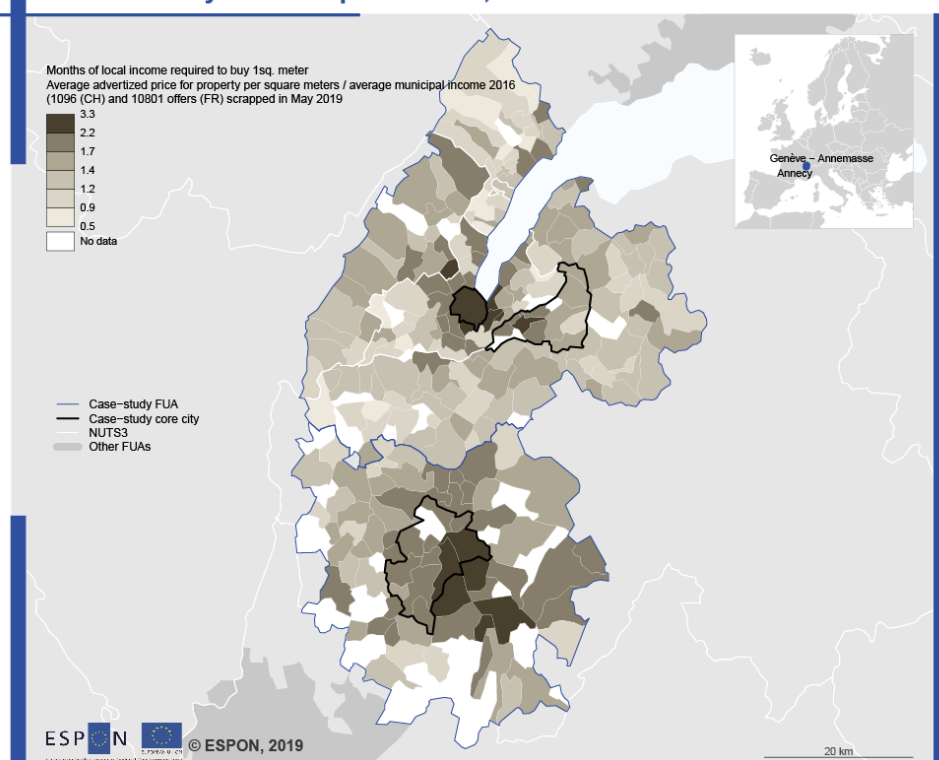 Months of local income required to buy 1sq. meter
Average advertized price for property per square meters / average municipal income 2016
(1096 (CH) and 10801 offers (FR) scrapped in May 2019
3.3
2.2
1.7
1.4
1.2
0.9
0.5
No data
Genève – Annemasse
Annecy
Case−study FUA
Case−study core city
NUTS3
Other FUAs
ESPON
© ESPON, 2019
20 km